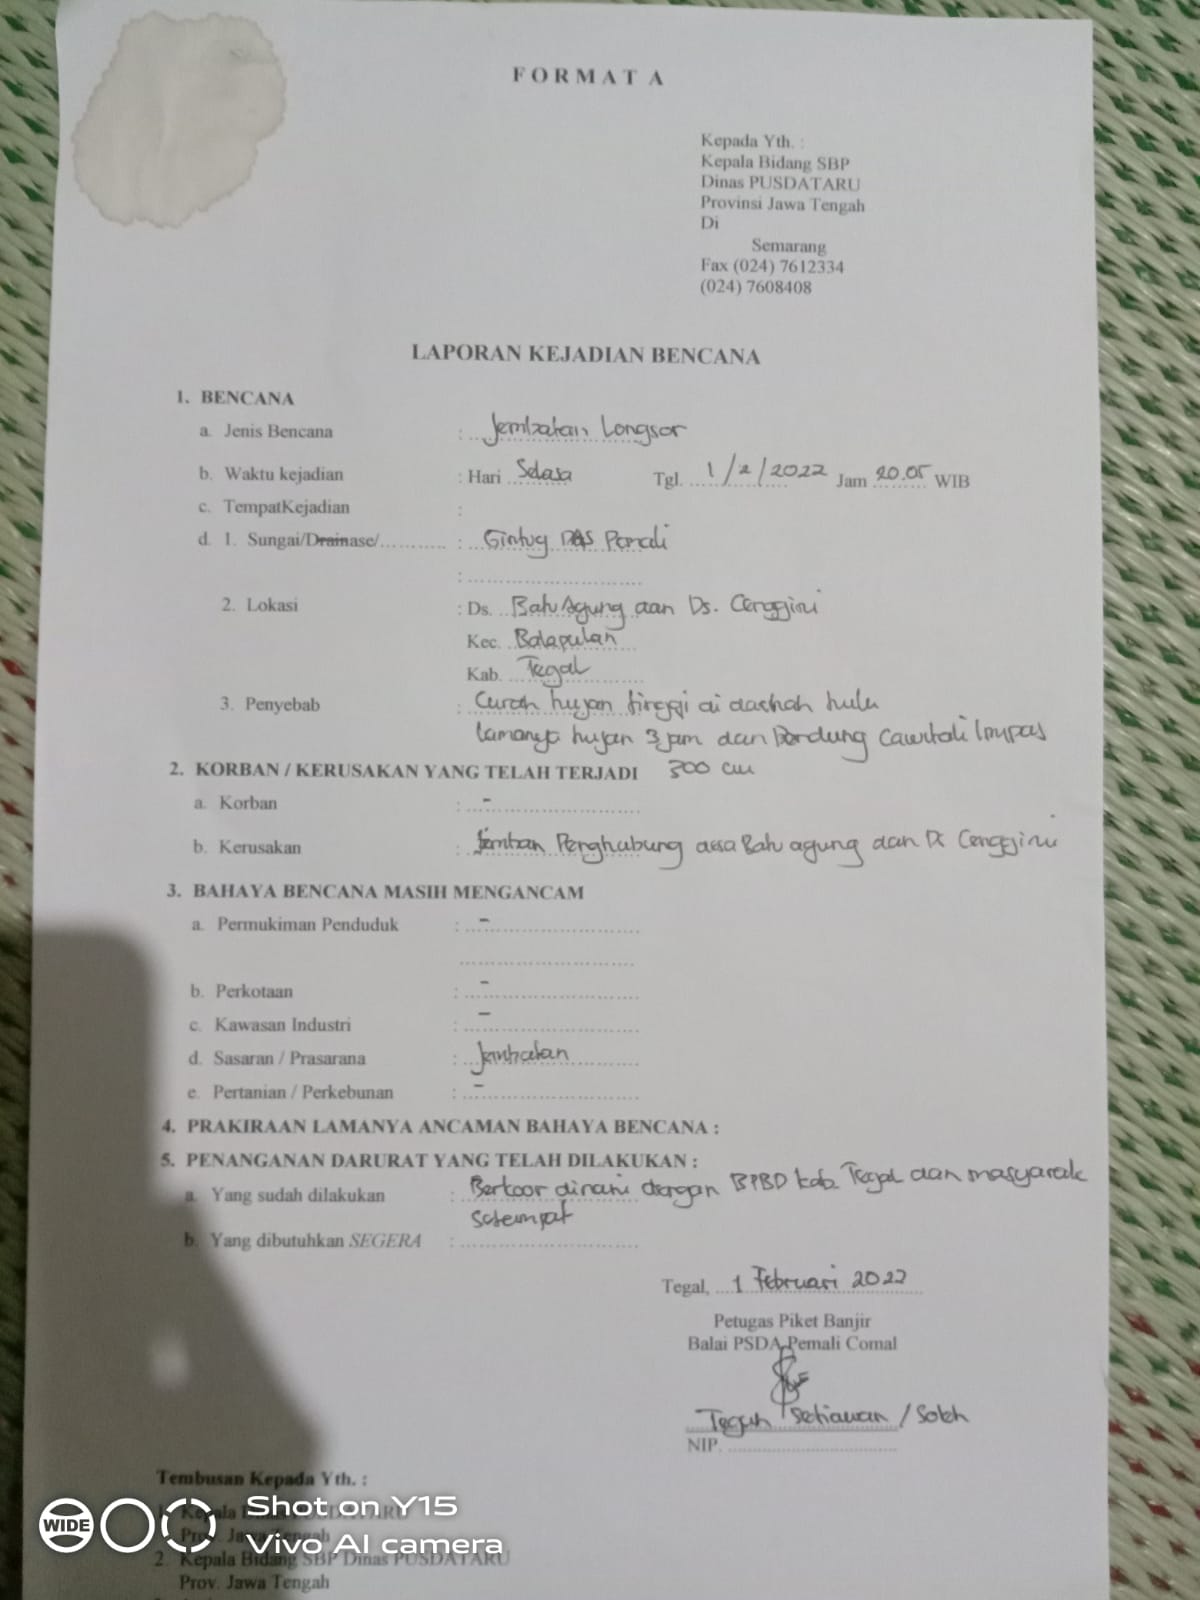 FORMAT A
Kepada Yth. :
Kepala Bidang SBP
Dinas PUSDATARU
Provinsi Jawa Tengah
Di
Semarang
Fax (024) 7612334
(024) 7608408
LAPORAN KEJADIAN BENCANA
1. BENCANA
a. Jenis Bencana : Jembatan Longsor
b. Waktu kejadian : Hari Selasa Tgl. 1/2/2022 Jam 20.05 WIB
c. TempatKejadian :
d. 1. Sungai/Drainase/........... : Gintug DAS Pemali
:
2. Lokasi : Ds. Batu Agung dan Ds. Cenggini
Kec. Balapulan
Kab. Tegal
3. Penyebab : Curah hujan tinggi di daerah hulu
lamanya hujan 3 jam dan Bendung Cawitali limpas
2. KORBAN / KERUSAKAN YANG TELAH TERJADI 300 cm
a. Korban : -
b. Kerusakan : Penghubung desa Batu agung dan Ds Cenggini
3. BAHAYA BENCANA MASIH MENGANCAM
a. Permukiman Penduduk : -
b. Perkotaan : -
c. Kawasan Industri : -
d. Sasaran / Prasarana : Jembatan
e. Pertanian / Perkebunan : -
4. PRAKIRAAN LAMANYA ANCAMAN BAHAYA BENCANA :
5. PENANGANAN DARURAT YANG TELAH DILAKUKAN :
a. Yang sudah dilakukan : Berkoordinasi dengan BPBD kab. Tegal dan masyarakat
setempat
b. Yang dibutuhkan SEGERA :
Tegal, 1 Februari 2022
Petugas Piket Banjir
Balai PSDA Pemali Comal
Teguh Setiawan / Soleh
NIP.
Tembusan Kepada Yth. :
1. Kepala
Prov. Jawa Tengah
2. Kepala Bidang SBP Dinas PUSDATARU
Prov. Jawa Tengah
WIDE
Shot on Y15
Vivo AI camera